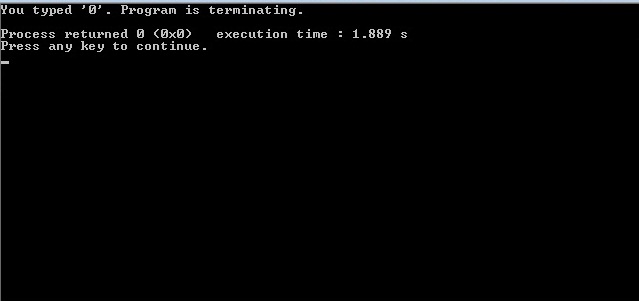 You typed '0'. Program is terminating.
Process returned 0 (0x0)   execution time : 1.889 s
Press any key to continue.